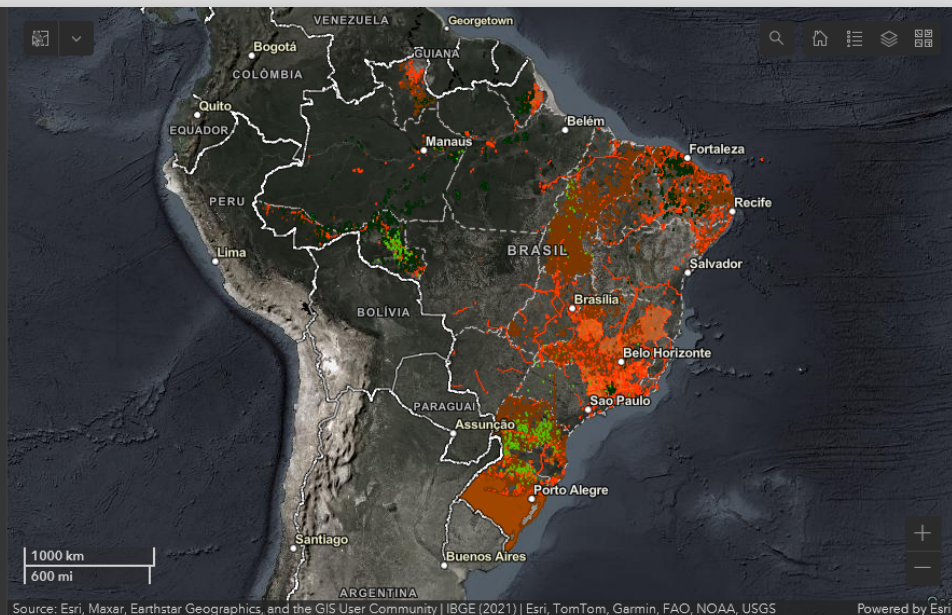 VENEZUELA
Georgetown
Bogotá
GUIANA
COLÔMBIA
Quito
EQUADOR
Belém
Manaus
Fortaleza
PERU
Recife
Lima
BRASIL
Salvador
Brasília
BOLÍVIA
Belo Horizonte
PARAGUAI
Sao Paulo
Assunção
Porto Alegre
Santiago
1000 km
600 mi
Buenos Aires
ARGENTINA
Source: Esri, Maxar, Earthstar Geographics, and the GIS User Community | IBGE (2021) | Esri, TomTom, Garmin, FAO, NOAA, USGS
Powered by Esri